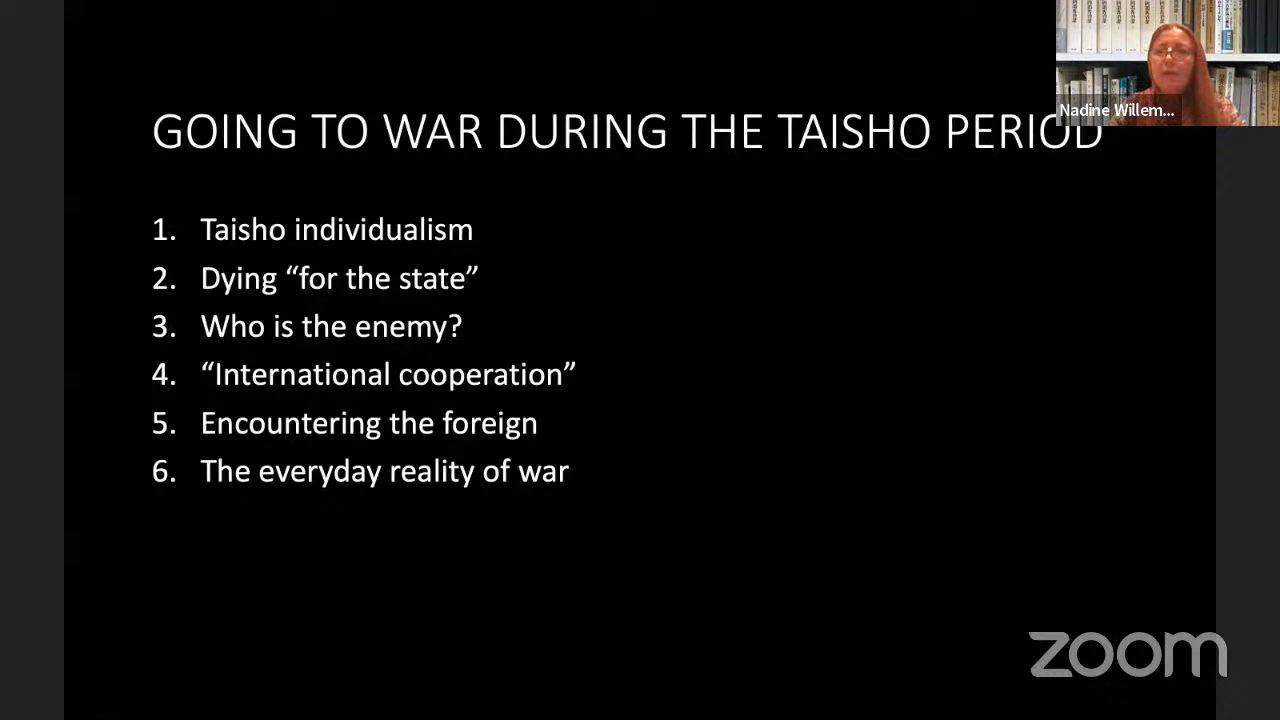 Nadine Willem...
GOING TO WAR DURING THE TAISHO PERIOD
1. Taisho individualism
2. Dying “for the state”
3. Who is the enemy?
4. “International cooperation”
5. Encountering the foreign
6. The everyday reality of war
zoom